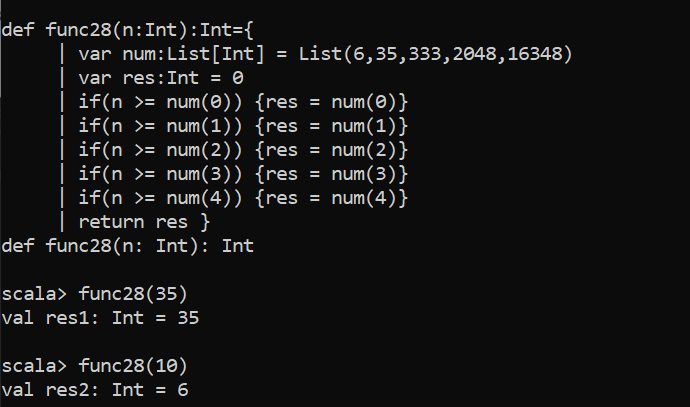 def func28(n:Int):Int={
     | var num:List[Int] = List(6,35,333,2048,16348)
     | var res:Int = 0
     | if(n >= num(0)) {res = num(0)}
     | if(n >= num(1)) {res = num(1)}
     | if(n >= num(2)) {res = num(2)}
     | if(n >= num(3)) {res = num(3)}
     | if(n >= num(4)) {res = num(4)}
     | return res }
def func28(n: Int): Int
scala> func28(35)
val res1: Int = 35
scala> func28(10)
val res2: Int = 6